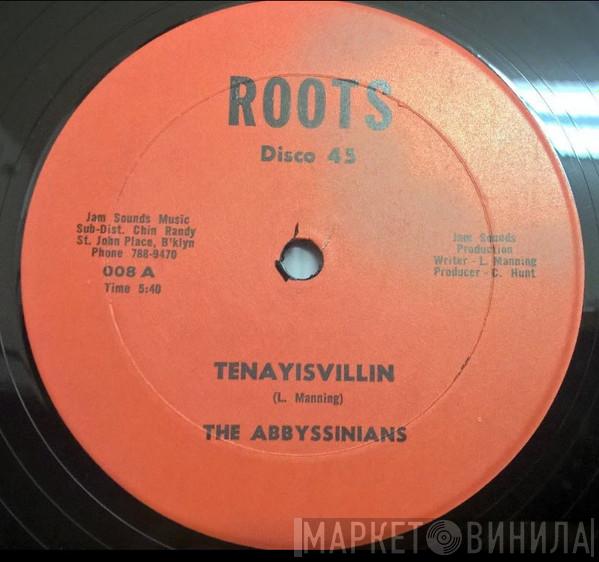 ROOTS
Disco 45
Jam Sounds Music
Sub-Dist. Chin Randy
St. John Place, B'klyn
Phone 788-9470
008 A
Time 5:40
Jam Sounds
Production
Writer - L. Manning
Producer - C. Hunt
TENAYISVILLIN
(L. Manning)
THE ABBYSSINIANS
МАРКЕТ ВИНИЛА